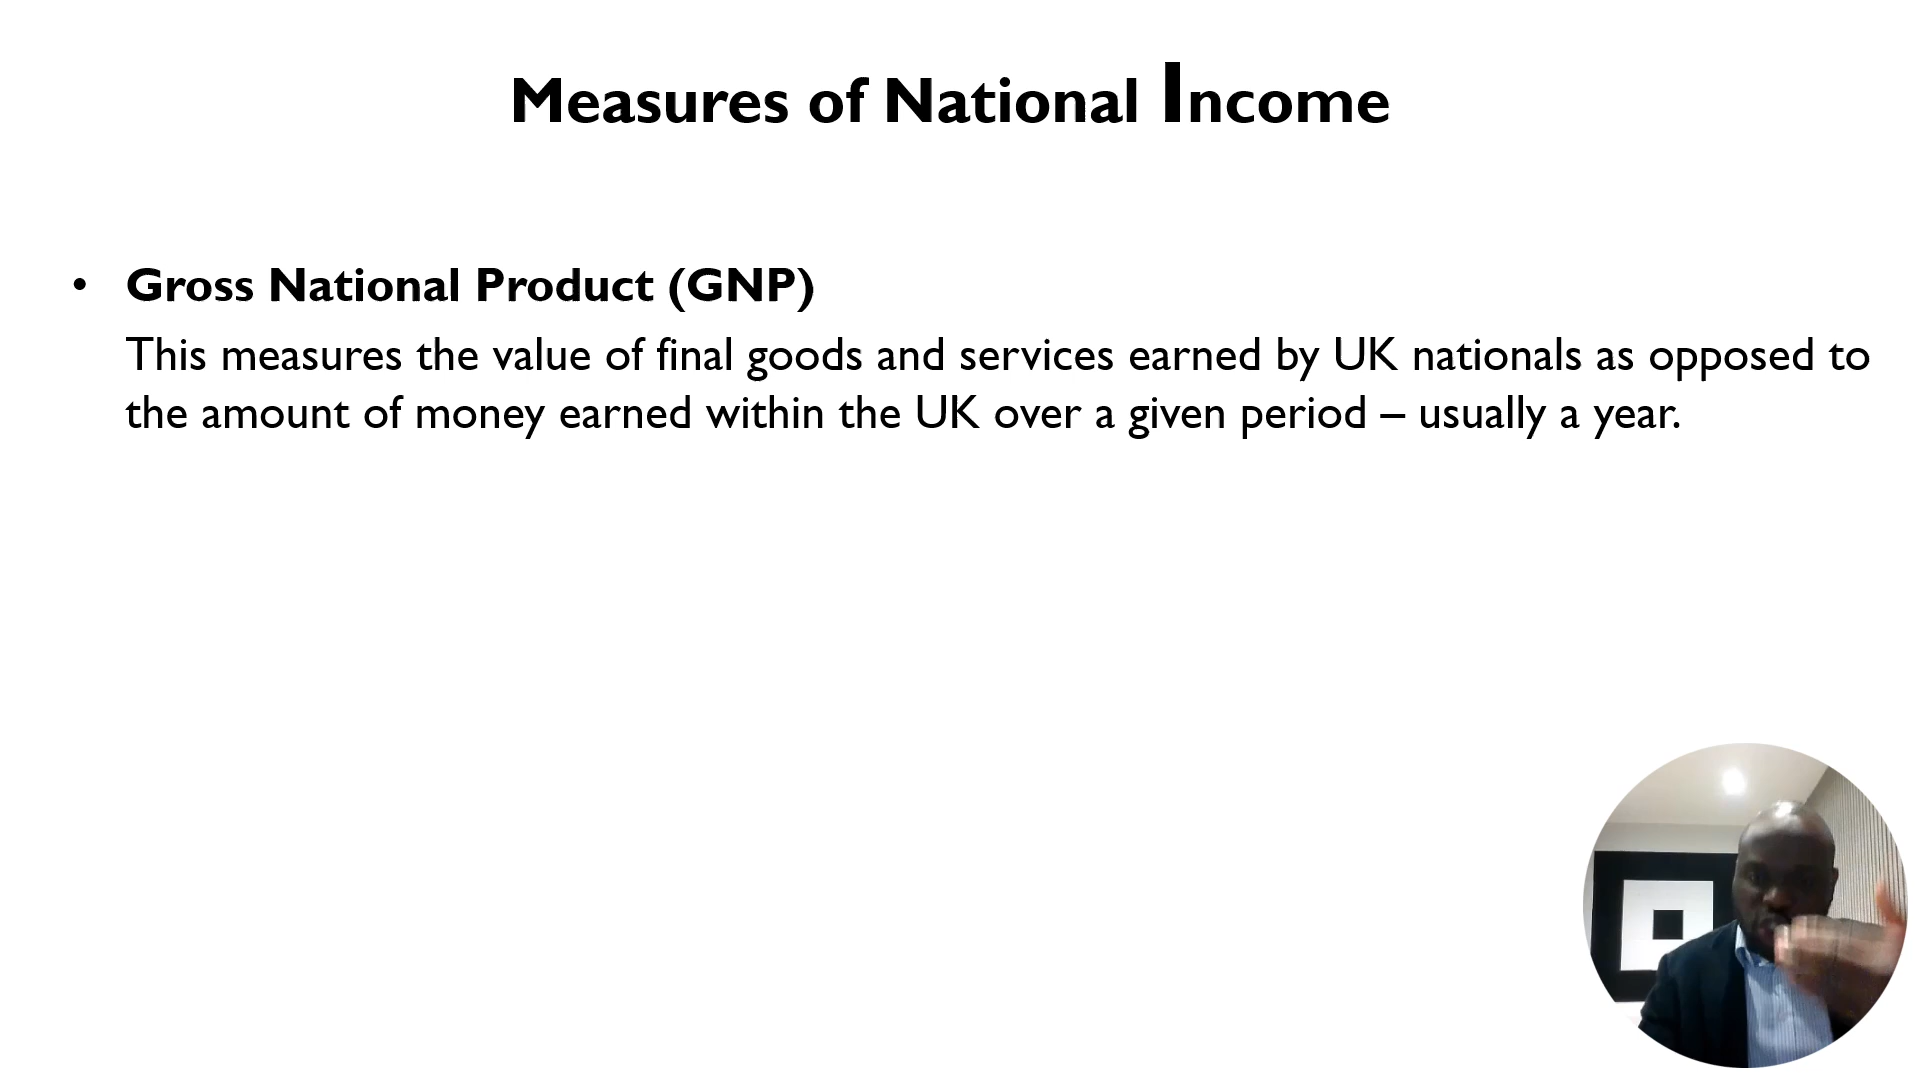 Measures of National Income
• Gross National Product (GNP)
This measures the value of final goods and services earned by UK nationals as opposed to
the amount of money earned within the UK over a given period – usually a year.